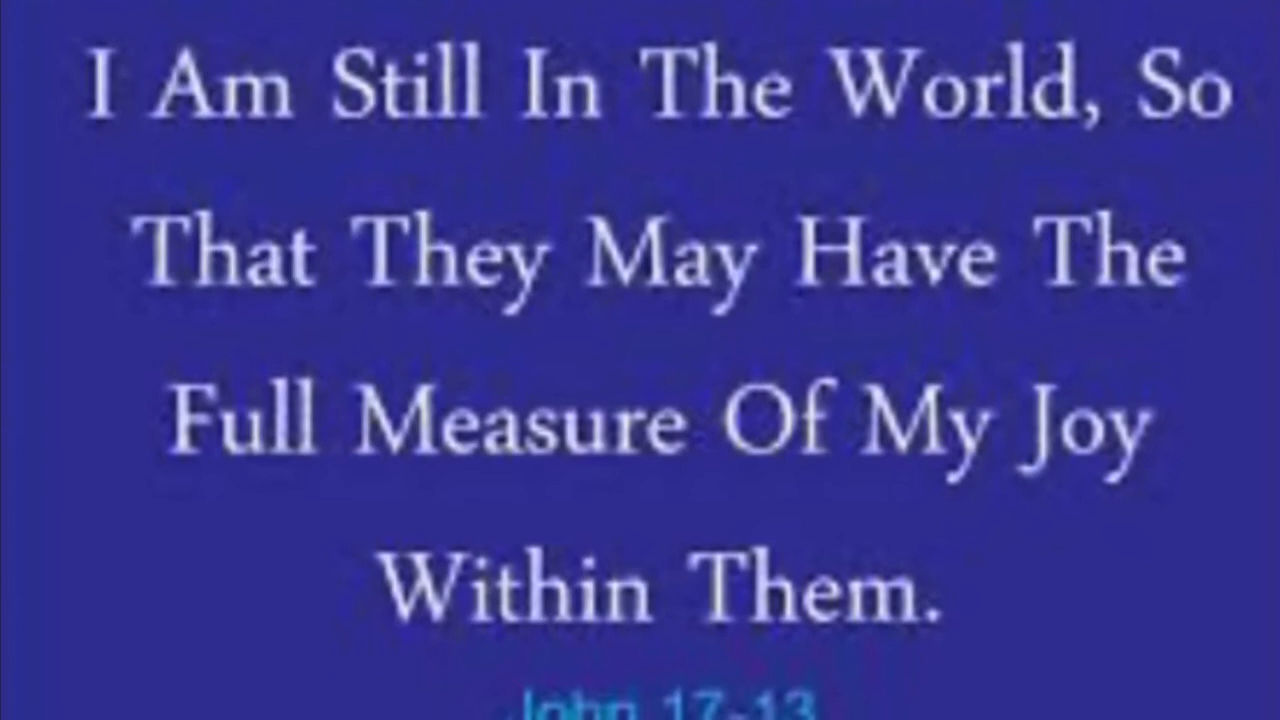 I Am Still In The World, So
That They May Have The
Full Measure Of My Joy
Within Them.
John 17-13